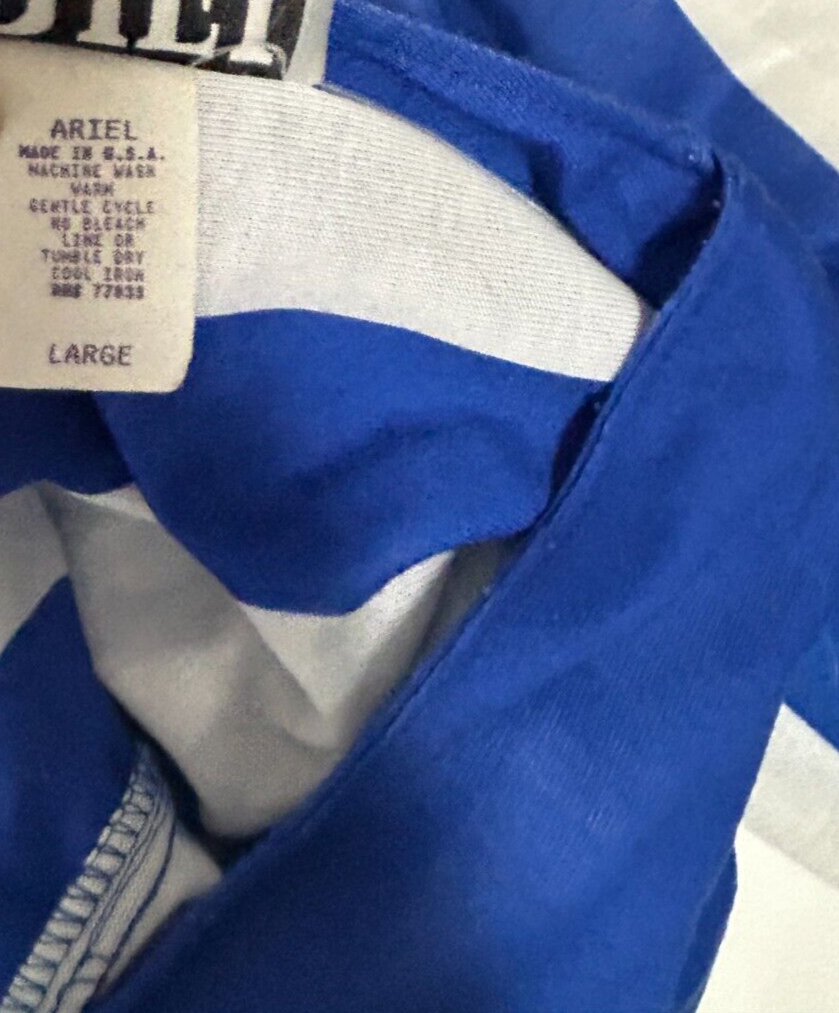 ARIEL
MADE IN U.S.A.
MACHINE WASH
WARM
GENTLE CYCLE
NO BLEACH
LINE OR
TUMBLE DRY
COOL IRON
LARGE